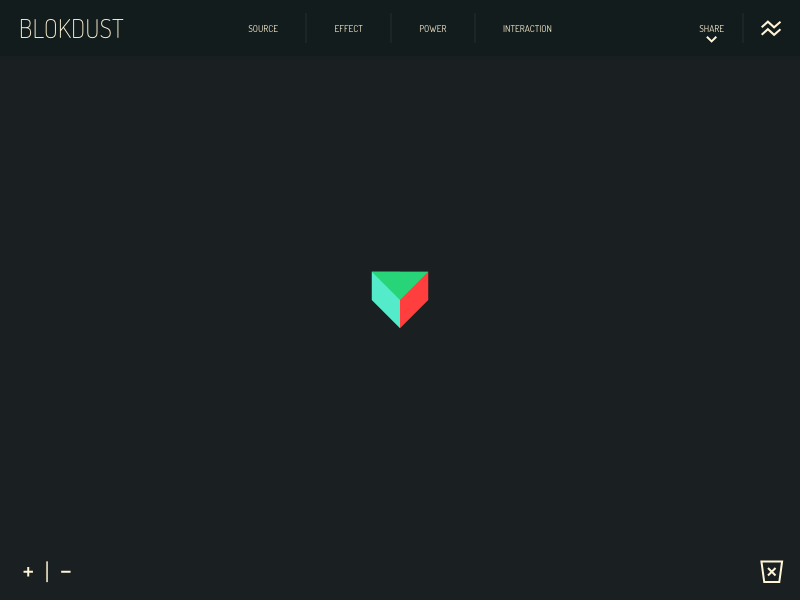 BLOKDUST
SOURCE
EFFECT
POWER
INTERACTION
SHARE